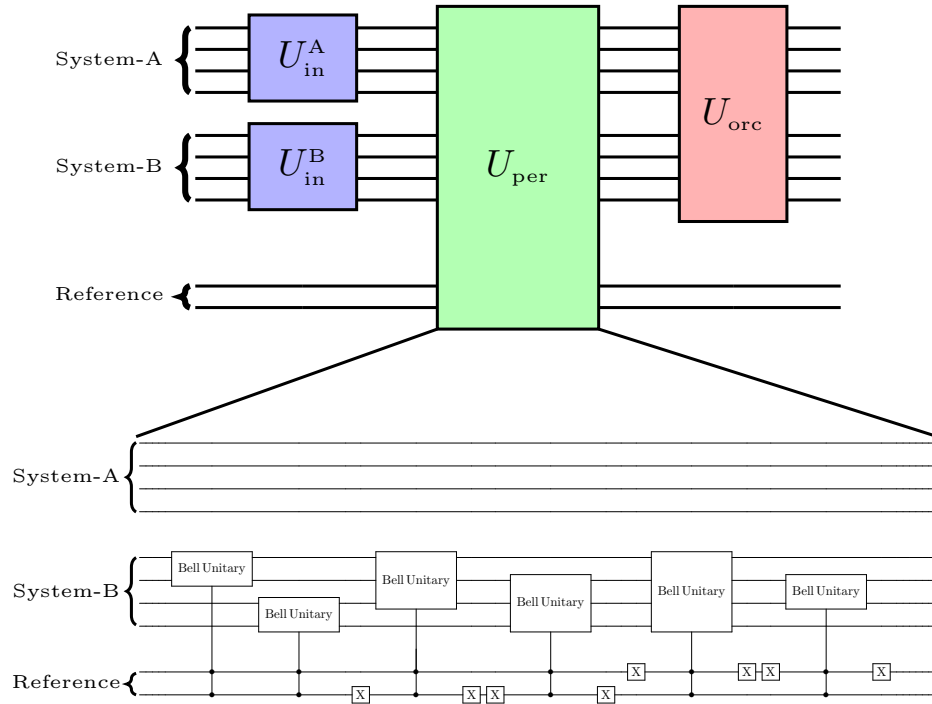 System-A
U_in^A
U_per
U_orc
System-B
U_in^B
Reference
System-A
System-B
Bell Unitary
Bell Unitary
Bell Unitary
Bell Unitary
Bell Unitary
Bell Unitary
Reference
X X X X X X X X